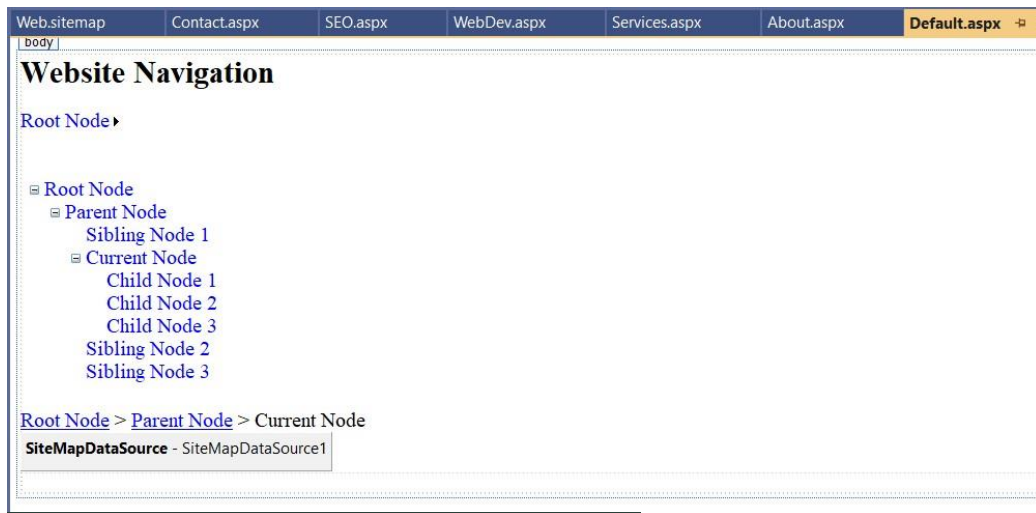 Web.sitemap Contact.aspx SEO.aspx WebDev.aspx Services.aspx About.aspx Default.aspx
body
Website Navigation
Root Node
Root Node
Parent Node
Sibling Node 1
Current Node
Child Node 1
Child Node 2
Child Node 3
Sibling Node 2
Sibling Node 3
Root Node > Parent Node > Current Node
SiteMapDataSource - SiteMapDataSource1